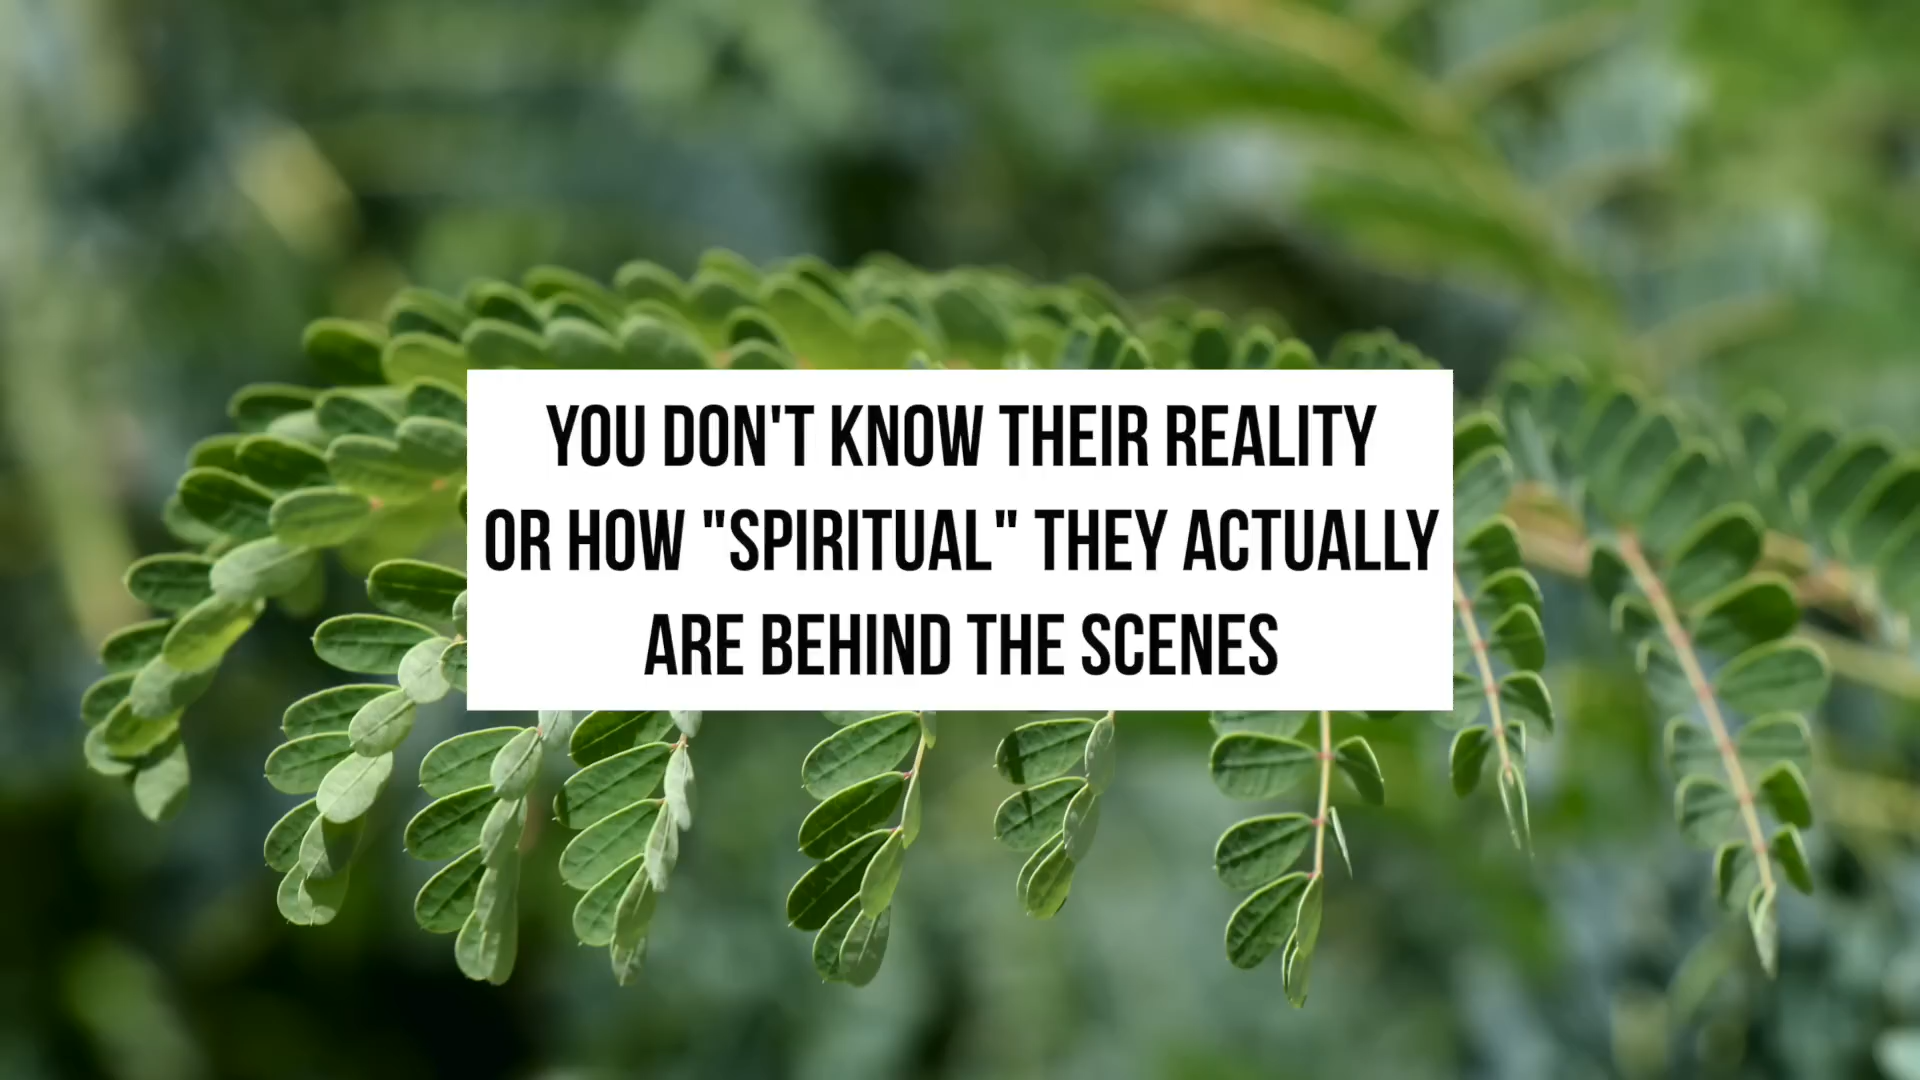 YOU DON'T KNOW THEIR REALITY
OR HOW "SPIRITUAL" THEY ACTUALLY
ARE BEHIND THE SCENES